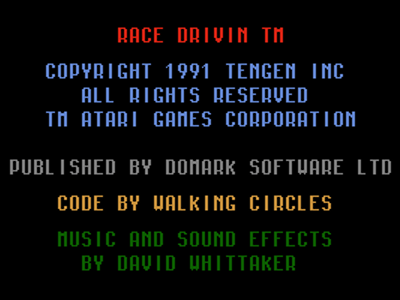 RACE DRIVIN TM
COPYRIGHT 1991 TENGEN INC
ALL RIGHTS RESERVED
TM ATARI GAMES CORPORATION
PUBLISHED BY DOMARK SOFTWARE LTD
CODE BY WALKING CIRCLES
MUSIC AND SOUND EFFECTS
BY DAVID WHITTAKER